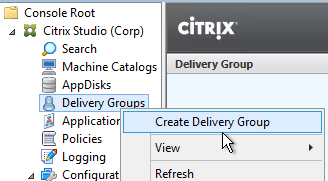 Console Root
Citrix Studio (Corp)
Search
Machine Catalogs
AppDisks
Delivery Groups
Application
Policies
Logging
Configurat
CITRIX
Delivery Group
Create Delivery Group
View
Refresh